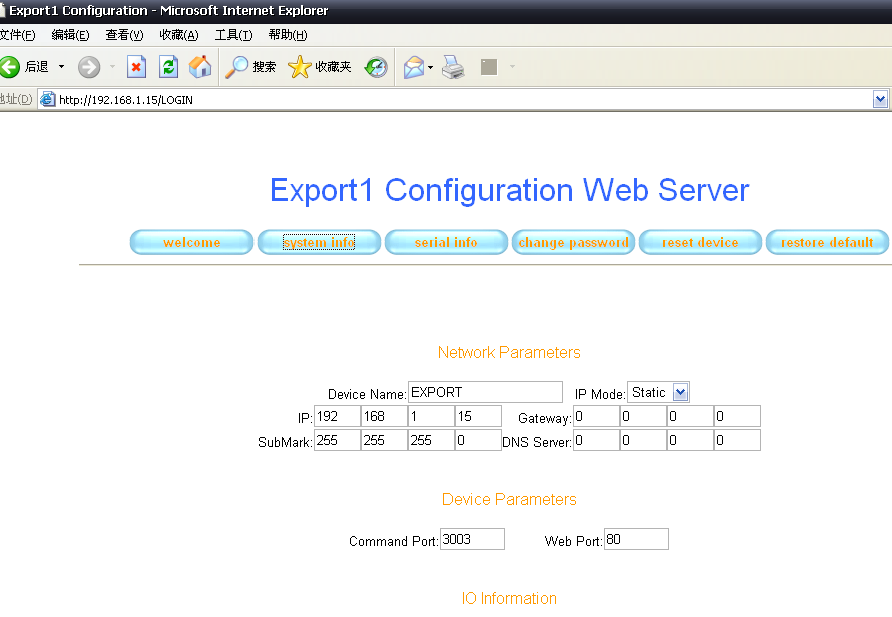 Export1 Configuration - Microsoft Internet Explorer
文件(F) 编辑(E) 查看(V) 收藏(A) 工具(T) 帮助(H)
后退 搜索 收藏夹
地址(D) http://192.168.1.15/LOGIN
Export1 Configuration Web Server
welcome system info serial info change password reset device restore default
Network Parameters
Device Name: EXPORT IP Mode: Static
IP: 192 168 1 15 Gateway: 0 0 0 0
SubMark: 255 255 255 0 DNS Server: 0 0 0 0
Device Parameters
Command Port: 3003 Web Port: 80
IO Information